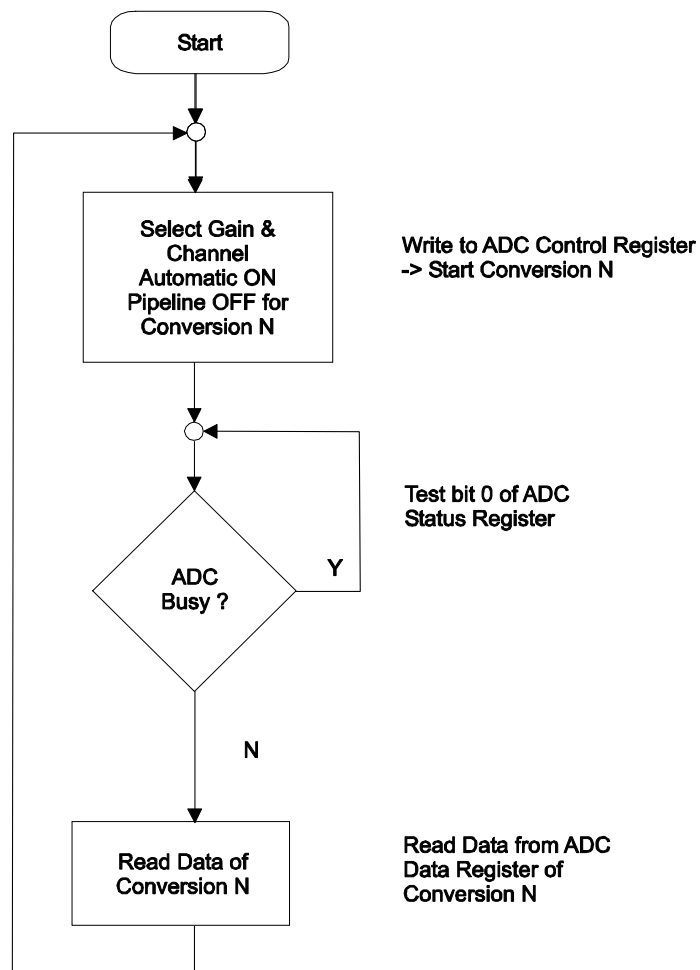 Start
Select Gain &
Channel
Automatic ON
Pipeline OFF for
Conversion N
Write to ADC Control Register
-> Start Conversion N
Test bit 0 of ADC
Status Register
ADC
Busy ?
Y
N
Read Data of
Conversion N
Read Data from ADC
Data Register of
Conversion N